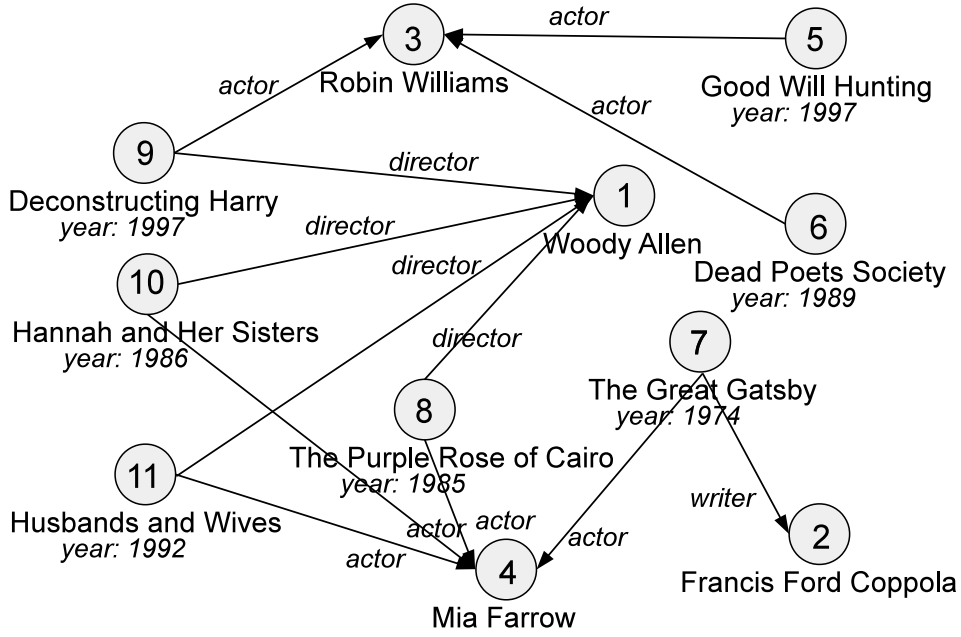 3
Robin Williams
actor
5
Good Will Hunting
year: 1997
actor
actor
9
Deconstructing Harry
year: 1997
director
1
Woody Allen
6
Dead Poets Society
year: 1989
10
Hannah and Her Sisters
year: 1986
director
director
director
7
The Great Gatsby
year: 1974
8
The Purple Rose of Cairo
year: 1985
11
Husbands and Wives
year: 1992
actor
actor
actor
actor
writer
4
Mia Farrow
2
Francis Ford Coppola